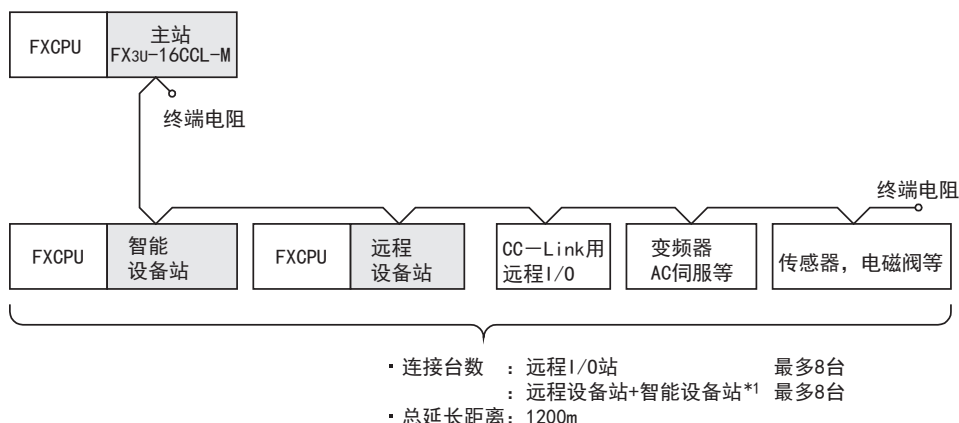 FXCPU
主站
FX3U-16CCL-M
终端电阻
终端电阻
FXCPU
智能
设备站
FXCPU
远程
设备站
CC-Link用
远程I/O
变频器
AC伺服等
传感器，电磁阀等
▪连接台数 ：远程I/O站 最多8台
：远程设备站+智能设备站*1 最多8台
▪总延长距离：1200m